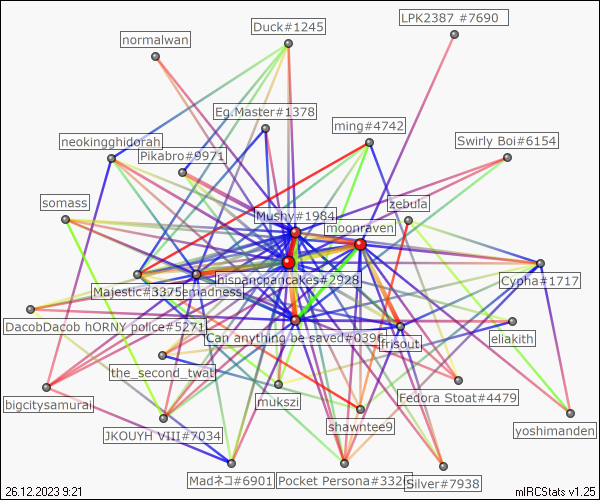 LPK2387 #7690
Duck#1245
normalwan
Eg.Master#1378
ming#4742
neokingghidorah
Pikabro#9971
Swirly Boi#6154
somass
zebula
Mushy#1984
moonraven
hispanicpancakes#2928
Cypha#1717
Majestic#3375
emadness
DacobDacob hORNY police#5271
Can anything be saved#039
frisout
eliakith
the_second_twat
mukszi
Fedora Stoat#4479
bigcitysamurai
shawntee9
yoshimanden
JKOUYH VIII#7034
Madネコ#6901
Pocket Persona#332
Silver#7938
26.12.2023 9:21
mIRCStats v1.25